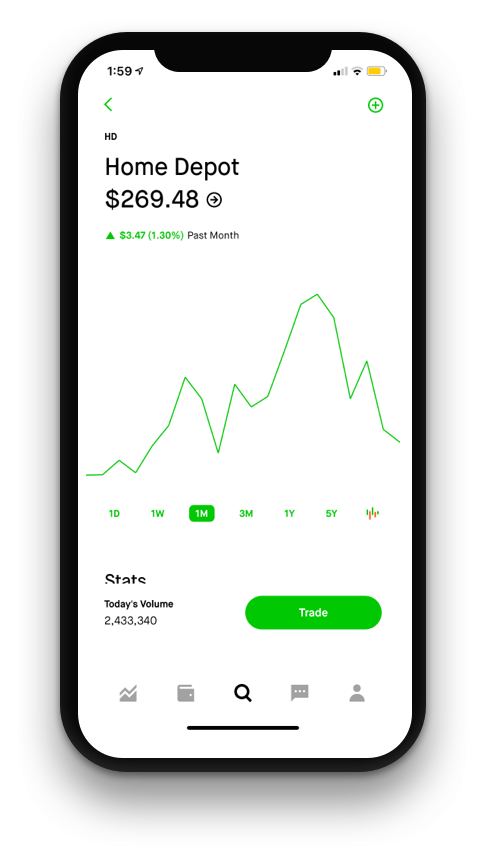 1:59
HD
Home Depot
$269.48
$3.47 (1.30%) Past Month
1D 1W 1M 3M 1Y 5Y
Stats
Today's Volume
2,433,340
Trade